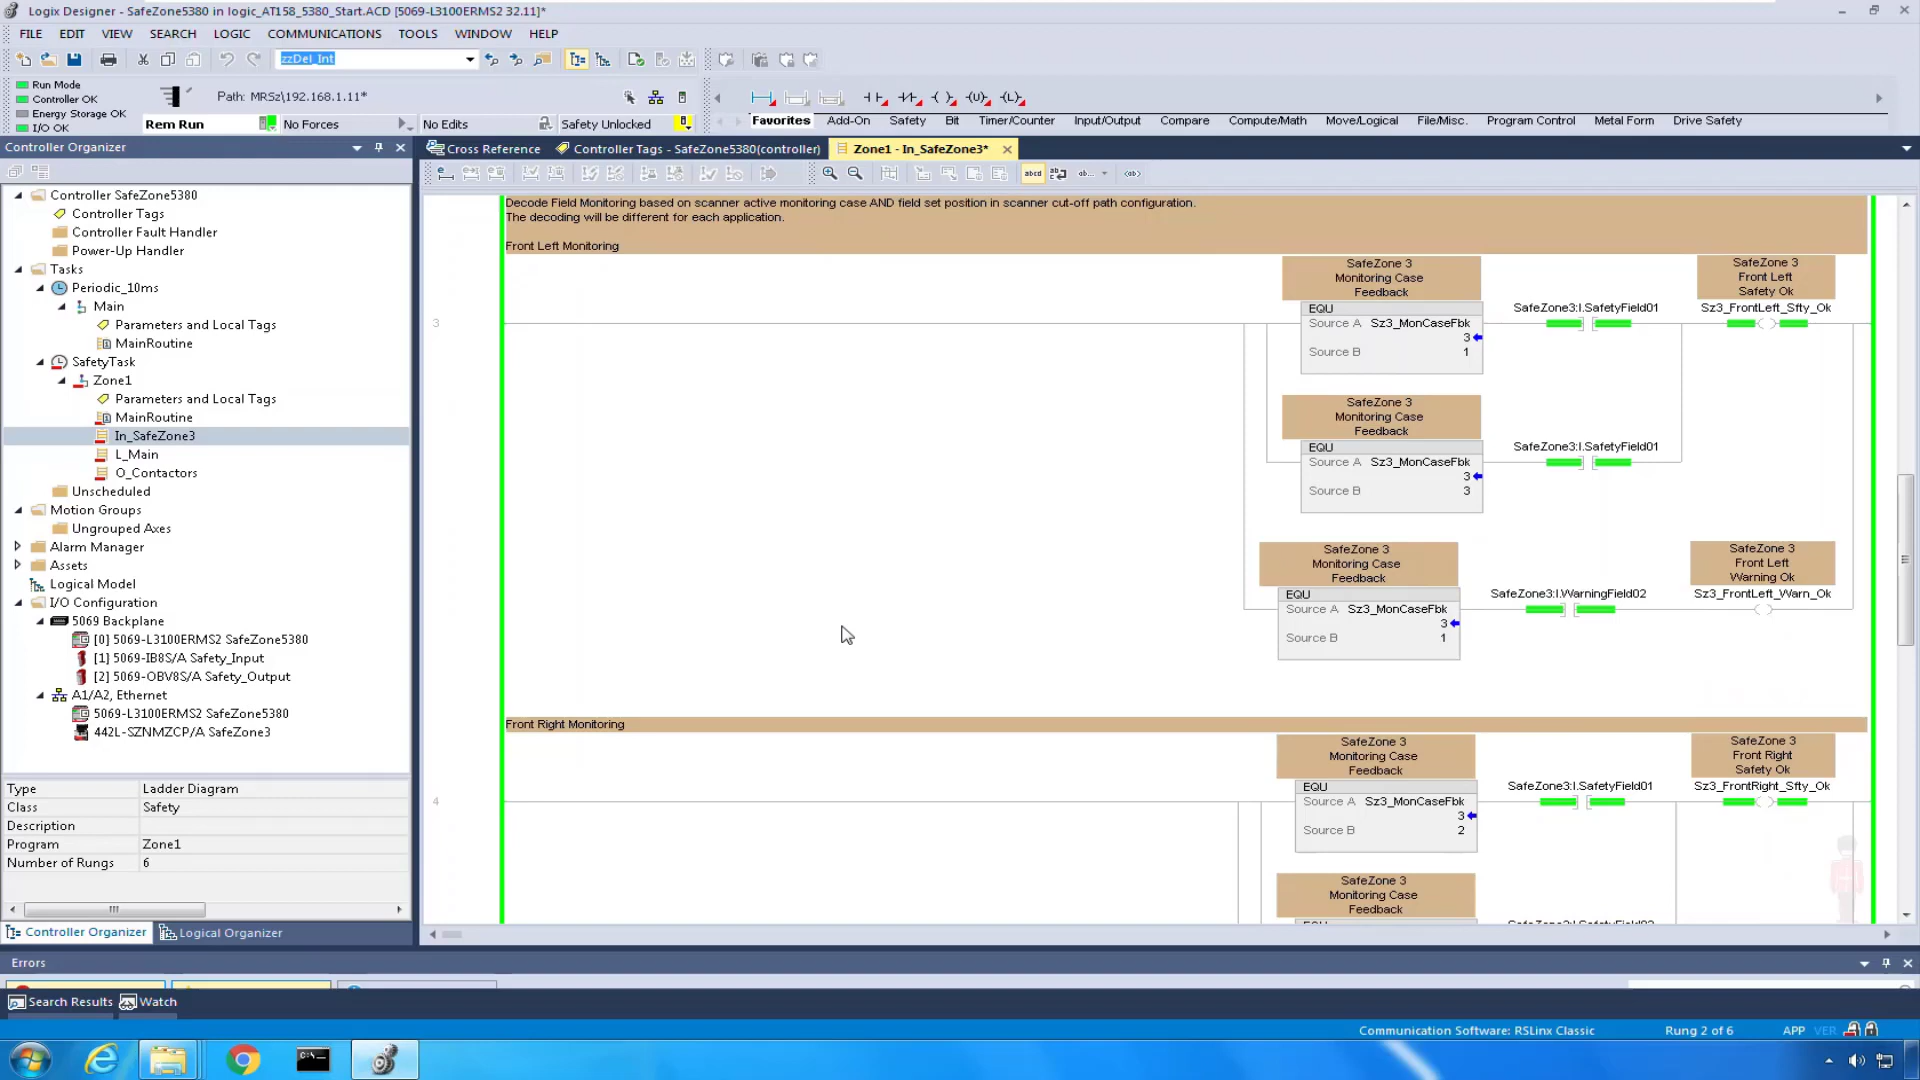 Logix Designer - SafeZone5380 in logic_AT158_5380_Start.ACD [5069-L3100ERMS2 32.11]*
FILE EDIT VIEW SEARCH LOGIC COMMUNICATIONS TOOLS WINDOW HELP
zzDel_Int
Run Mode
Controller OK
Energy Storage OK
I/O OK
Path: MRSz\192.168.1.11*
Rem Run No Forces No Edits Safety Unlocked
Favorites Add-On Safety Bit Timer/Counter Input/Output Compare Compute/Math Move/Logical File/Misc. Program Control Metal Form Drive Safety
Controller Organizer
Cross Reference Controller Tags - SafeZone5380(controller) Zone1 - In_SafeZone3*
Controller SafeZone5380
Controller Tags
Controller Fault Handler
Power-Up Handler
Tasks
Periodic_10ms
Main
Parameters and Local Tags
MainRoutine
SafetyTask
Zone1
Parameters and Local Tags
MainRoutine
In_SafeZone3
L_Main
O_Contactors
Unscheduled
Motion Groups
Ungrouped Axes
Alarm Manager
Assets
Logical Model
I/O Configuration
5069 Backplane
[0] 5069-L3100ERMS2 SafeZone5380
[1] 5069-IB8S/A Safety_Input
[2] 5069-OBV8S/A Safety_Output
A1/A2, Ethernet
5069-L3100ERMS2 SafeZone5380
442L-SZNMZCP/A SafeZone3
Type Ladder Diagram
Class Safety
Description
Program Zone1
Number of Rungs 6
Controller Organizer Logical Organizer
Decode Field Monitoring based on scanner active monitoring case AND field set position in scanner cut-off path configuration.
The decoding will be different for each application.
Front Left Monitoring
3
SafeZone 3
Monitoring Case
Feedback
EQU
Source A Sz3_MonCaseFbk
3
Source B 1
SafeZone3:I.SafetyField01
SafeZone 3
Front Left
Safety Ok
Sz3_FrontLeft_Sfty_Ok
SafeZone 3
Monitoring Case
Feedback
EQU
Source A Sz3_MonCaseFbk
3
Source B 3
SafeZone3:I.SafetyField01
SafeZone 3
Monitoring Case
Feedback
EQU
Source A Sz3_MonCaseFbk
3
Source B 1
SafeZone3:I.WarningField02
SafeZone 3
Front Left
Warning Ok
Sz3_FrontLeft_Warn_Ok
Front Right Monitoring
4
SafeZone 3
Monitoring Case
Feedback
EQU
Source A Sz3_MonCaseFbk
3
Source B 2
SafeZone3:I.SafetyField01
SafeZone 3
Front Right
Safety Ok
Sz3_FrontRight_Sfty_Ok
SafeZone 3
Monitoring Case
Feedback
Errors
Search Results Watch
Communication Software: RSLinx Classic Rung 2 of 6 APP VER